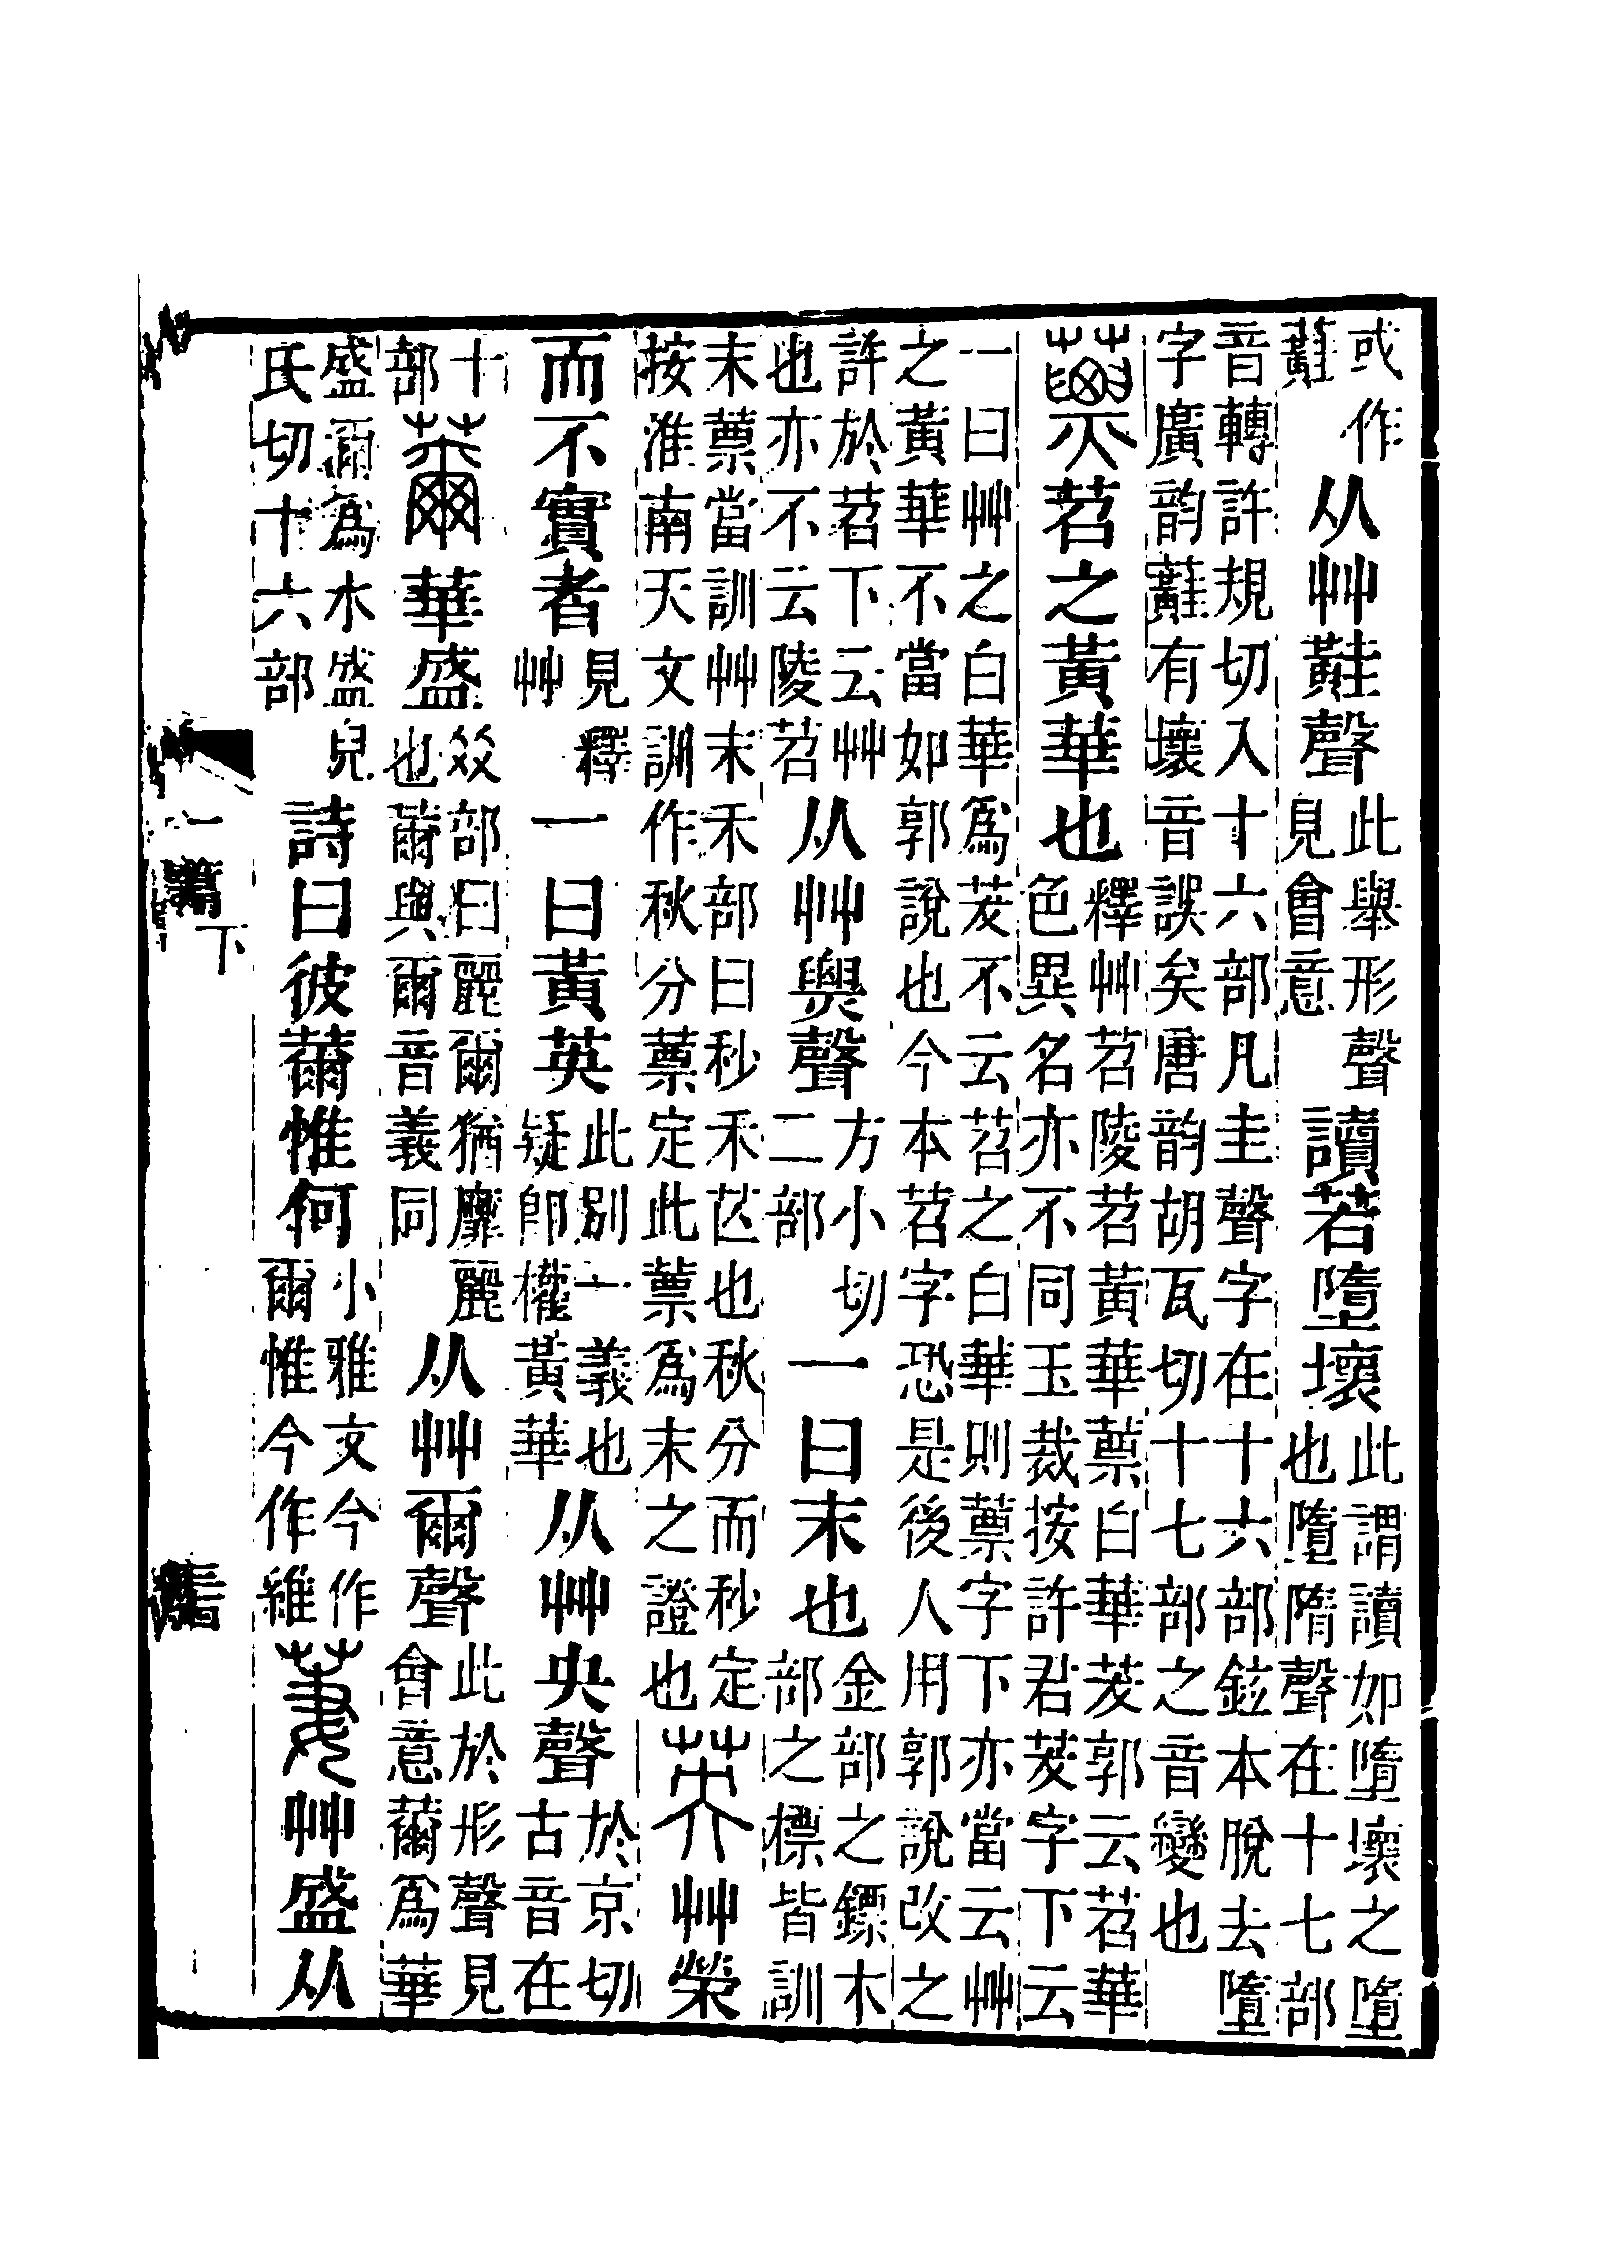 或作
蘳
从艸黊聲
此舉形聲
見會意
讀若墮壞
此謂讀如墮壞之墮
也墮隋聲在十七部
音轉許規切入十六部凡圭聲字在十六部鉉本脫去墮
字廣韵蘳有壞音誤矣唐韵胡瓦切十七部之音變也
蔈苕之黃華也
釋艸苕陵苕黃華蔈白華茇郭云苕華
色異名亦不同玉裁按許君茇字下云
一曰艸之白華爲茇不云苕之白華則蔈字下亦當云艸
之黃華不當如郭說也今本苕字恐是後人用郭說改之
許於苕下云艸
也亦不云陵苕
从艸㶾聲
方小切
二部
一曰末也
金部之鏢木
部之標皆訓
末蔈當訓艸末禾部曰秒禾芒也秋分而秒定
按淮南天文訓作秋分蔈定此蔈爲末之證也
英艸榮
而不實者
見釋
艸
一曰黃英
此別一義也
疑卽權黃華
从艸央聲
於京切
古音在
十
部
薾華盛
㸚部曰麗爾猶靡麗
也薾與爾音義同
从艸爾聲
此於形聲見
會意薾爲華
盛濔爲水盛皃
氏切十六部
詩曰彼薾惟何
小雅文今作
爾惟今作維
萋艸盛从
一篇下